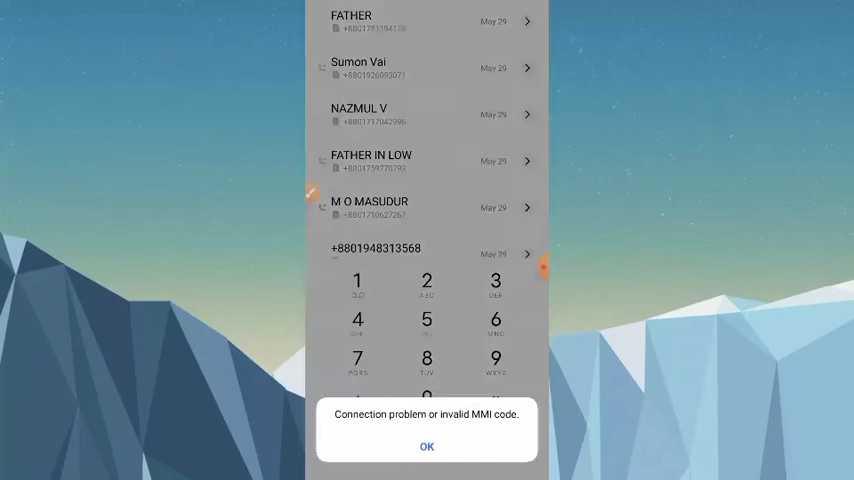 FATHER
May 29
Sumon Vai
+8801926093071
May 29
NAZMUL V
+8801717042996
May 29
FATHER IN LOW
+8801759770793
May 29
M O MASUDUR
+8801710627267
May 29
+8801948313568
May 29
1 2 3
ABC DEF
4 5 6
GHI JKL MNO
7 8 9
PQRS TUV WXYZ
Connection problem or invalid MMI code.
OK